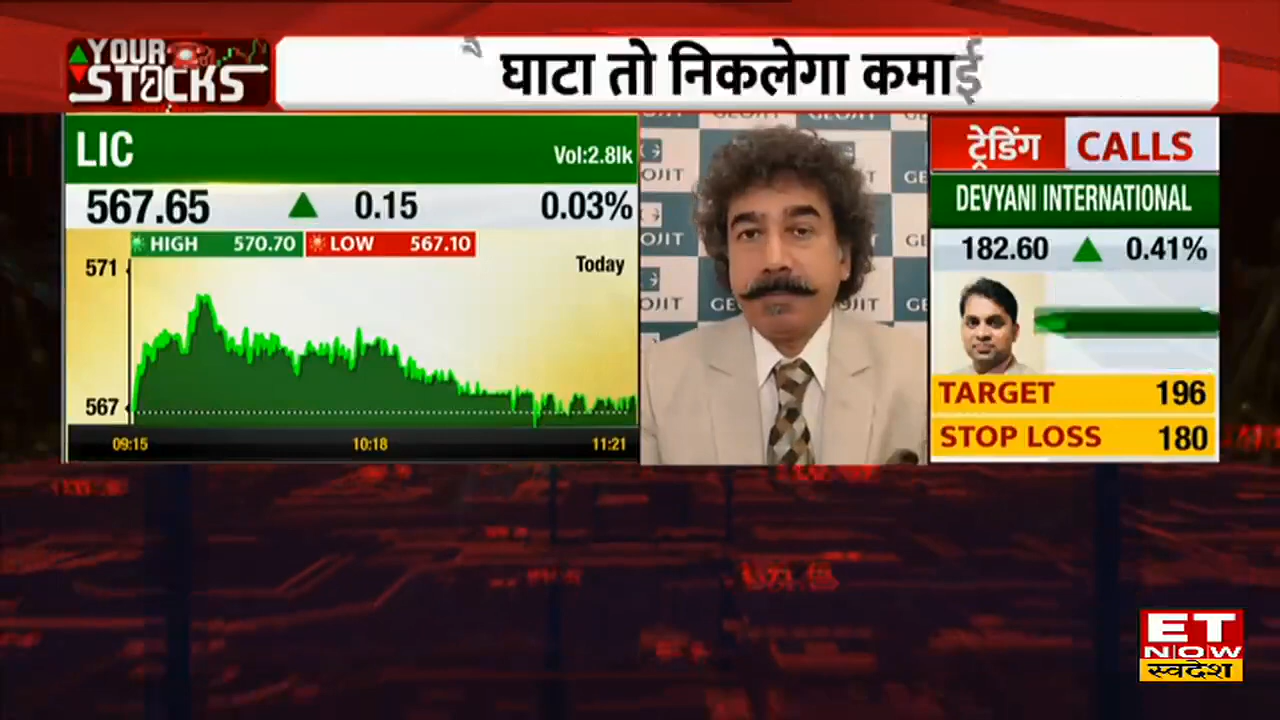 YOUR
STOCKS
घाटा तो निकलेगा कमाई
LIC
Vol:2.8lk
567.65 ▲ 0.15 0.03%
HIGH 570.70 LOW 567.10
Today
571
567
09:15 10:18 11:21
GEOJIT
OJIT
GEOJIT
ट्रेडिंग CALLS
DEVYANI INTERNATIONAL
182.60 ▲ 0.41%
TARGET 196
STOP LOSS 180
ET
NOW
स्वदेश